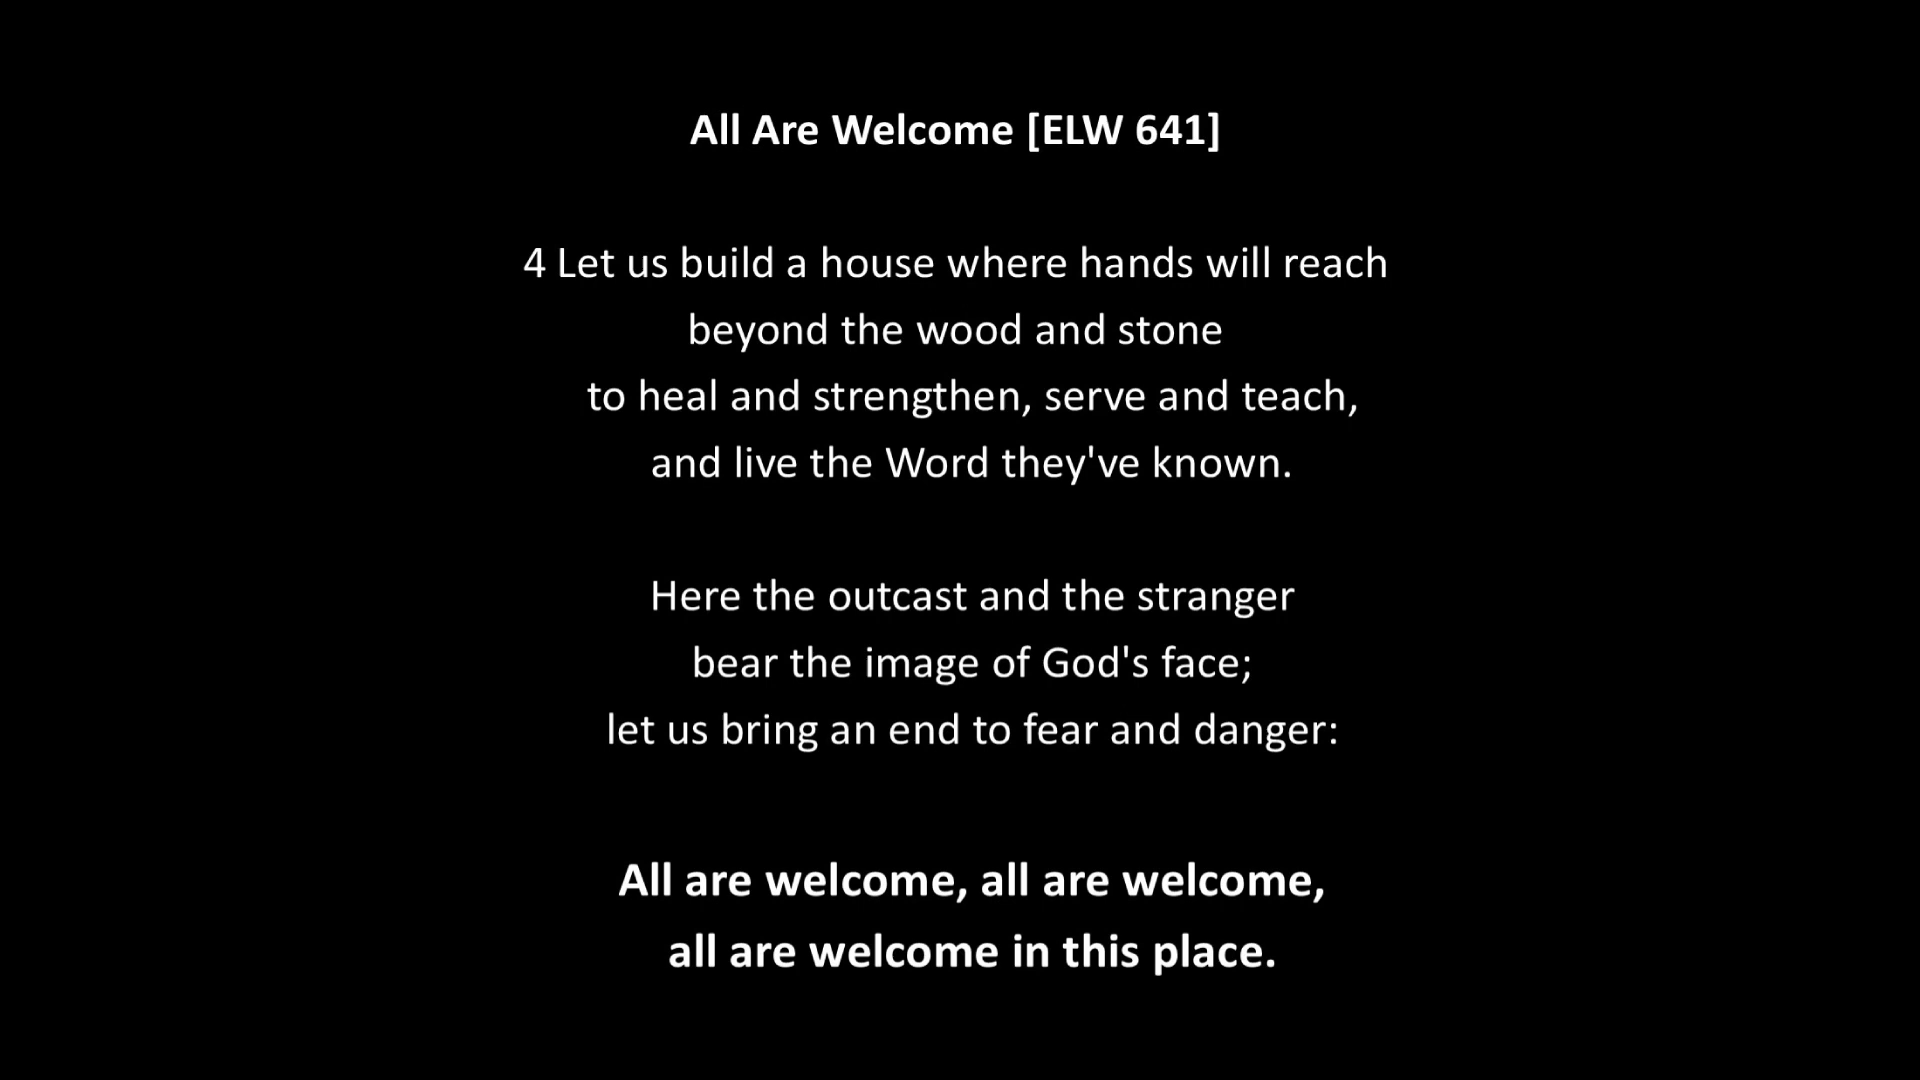 All Are Welcome [ELW 641]
4 Let us build a house where hands will reach
beyond the wood and stone
to heal and strengthen, serve and teach,
and live the Word they've known.
Here the outcast and the stranger
bear the image of God's face;
let us bring an end to fear and danger:
All are welcome, all are welcome,
all are welcome in this place.